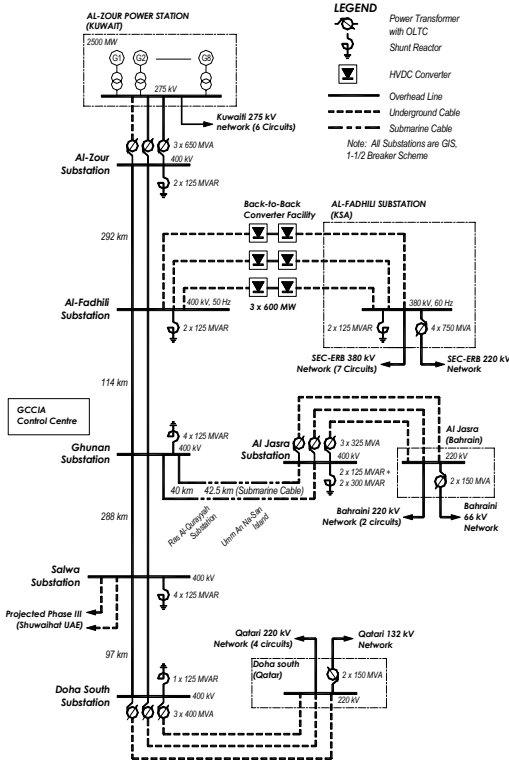 AL-ZOUR POWER STATION
(KUWAIT)
2500 MW
G1
G2
G8
275 kV
Kuwaiti 275 kV
network (6 Circuits)
LEGEND
Power Transformer
with OLTC
Shunt Reactor
HVDC Converter
Overhead Line
Underground Cable
Submarine Cable
Note: All Substations are GIS,
1-1/2 Breaker Scheme
Al-Zour
Substation
3 x 650 MVA
400 kV
2 x 125 MVAR
292 km
Back-to-Back
Converter Facility
AL-FADHILI SUBSTATION
(KSA)
Al-Fadhili
Substation
400 kV, 50 Hz
2 x 125 MVAR
3 x 600 MW
380 kV, 60 Hz
2 x 125 MVAR
4 x 750 MVA
SEC-ERB 380 kV
Network (7 Circuits)
SEC-ERB 220 kV
Network
114 km
GCCIA
Control Centre
Ghunan
Substation
4 x 125 MVAR
400 kV
40 km
42.5 km (Submarine Cable)
Ras Al-Qurayyah
Substation
Umm An Na-San
Island
Al Jasra
Substation
3 x 325 MVA
400 kV
2 x 125 MVAR +
2 x 300 MVAR
Al Jasra
(Bahrain)
220 kV
2 x 150 MVA
Bahraini 220 kV
Network (2 circuits)
Bahraini
66 kV
Network
288 km
Salwa
Substation
400 kV
4 x 125 MVAR
Projected Phase III
(Shuwaihat UAE)
97 km
Doha South
Substation
1 x 125 MVAR
400 kV
3 x 400 MVA
Qatari 220 kV
Network (4 circuits)
Qatari 132 kV
Network
Doha south
(Qatar)
2 x 150 MVA
220 kV